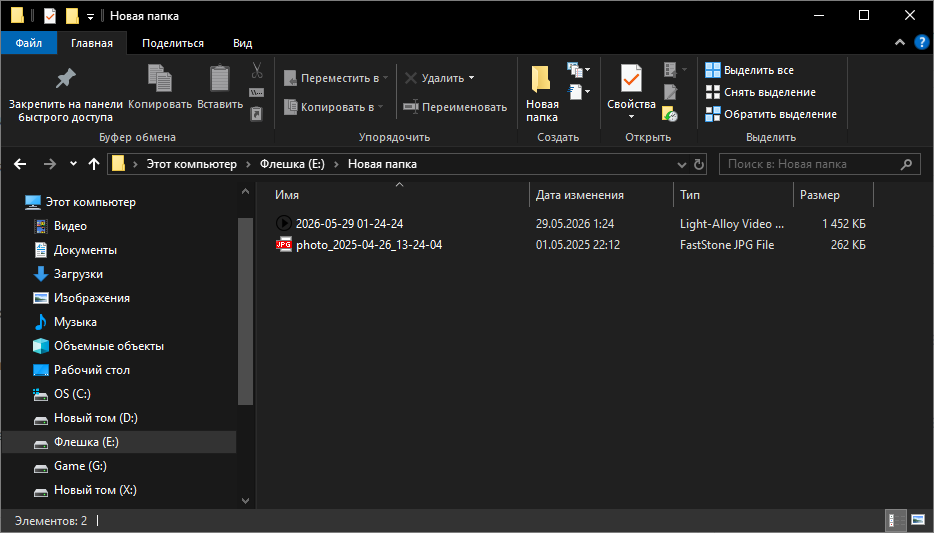 Новая папка
Файл
Главная
Поделиться
Вид
Закрепить на панели
быстрого доступа
Копировать
Вставить
Буфер обмена
Переместить в
Копировать в
Удалить
Переименовать
Упорядочить
Новая
папка
Создать
Свойства
Открыть
Выделить все
Снять выделение
Обратить выделение
Выделить
Этот компьютер
Флешка (E:)
Новая папка
Поиск в: Новая папка
Этот компьютер
Видео
Документы
Загрузки
Изображения
Музыка
Объемные объекты
Рабочий стол
OS (C:)
Новый том (D:)
Флешка (E:)
Game (G:)
Новый том (X:)
Имя Дата изменения Тип Размер
2026-05-29 01-24-24 29.05.2026 1:24 Light-Alloy Video ... 1 452 КБ
JPG photo_2025-04-26_13-24-04 01.05.2025 22:12 FastStone JPG File 262 КБ
Элементов: 2